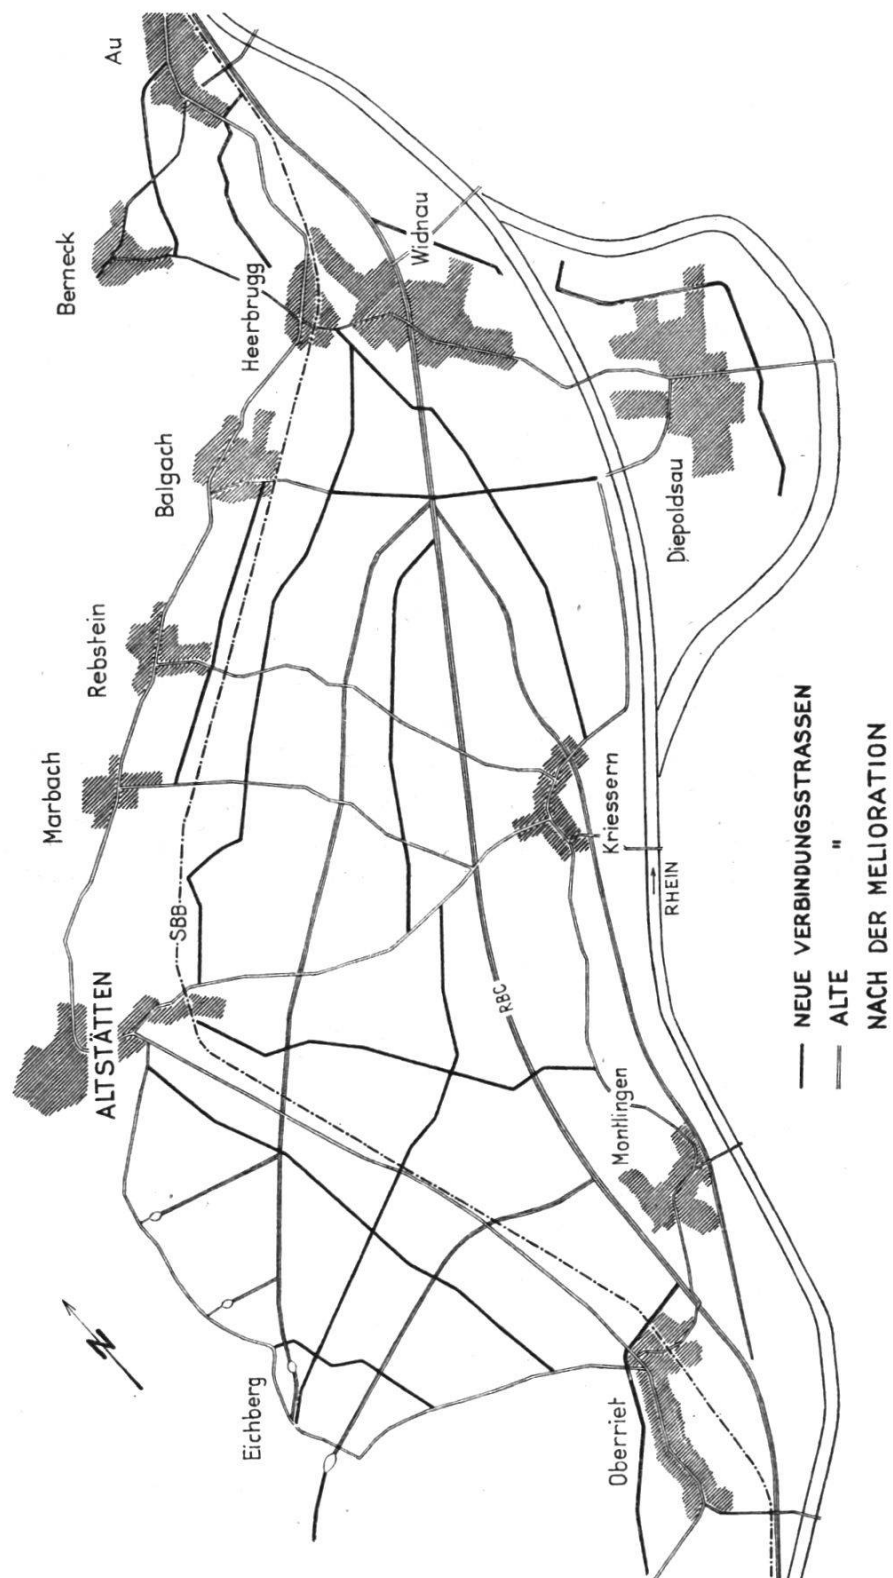 Au
Berneck
Heerbrugg
Widnau
Balgach
Diepoldsau
Rebstein
Marbach
Kriessern
SBB
RHEIN
ALTSTÄTTEN
RBC
Montlingen
N
Eichberg
Oberriet
NEUE VERBINDUNGSSTRASSEN
ALTE "
NACH DER MELIORATION